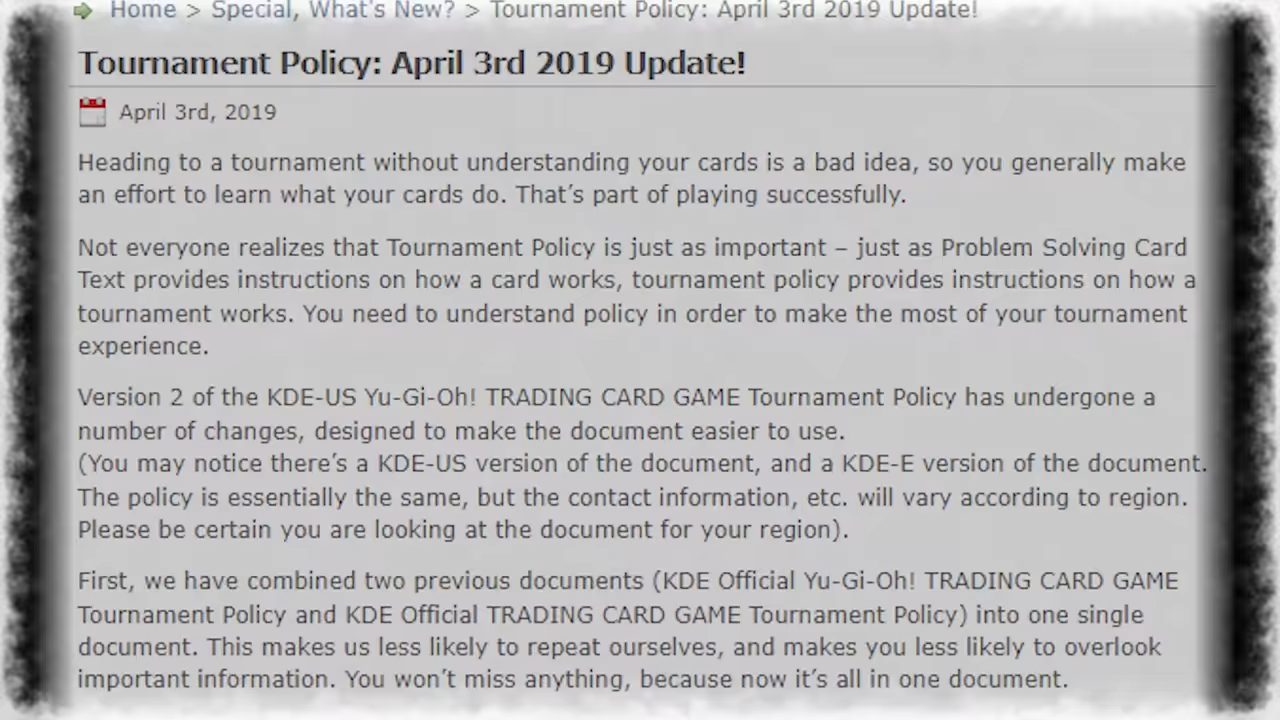 Home > Special, What's New? > Tournament Policy: April 3rd 2019 Update!
Tournament Policy: April 3rd 2019 Update!
April 3rd, 2019
Heading to a tournament without understanding your cards is a bad idea, so you generally make
an effort to learn what your cards do. That’s part of playing successfully.
Not everyone realizes that Tournament Policy is just as important – just as Problem Solving Card
Text provides instructions on how a card works, tournament policy provides instructions on how a
tournament works. You need to understand policy in order to make the most of your tournament
experience.
Version 2 of the KDE-US Yu-Gi-Oh! TRADING CARD GAME Tournament Policy has undergone a
number of changes, designed to make the document easier to use.
(You may notice there’s a KDE-US version of the document, and a KDE-E version of the document.
The policy is essentially the same, but the contact information, etc. will vary according to region.
Please be certain you are looking at the document for your region).
First, we have combined two previous documents (KDE Official Yu-Gi-Oh! TRADING CARD GAME
Tournament Policy and KDE Official TRADING CARD GAME Tournament Policy) into one single
document. This makes us less likely to repeat ourselves, and makes you less likely to overlook
important information. You won’t miss anything, because now it’s all in one document.